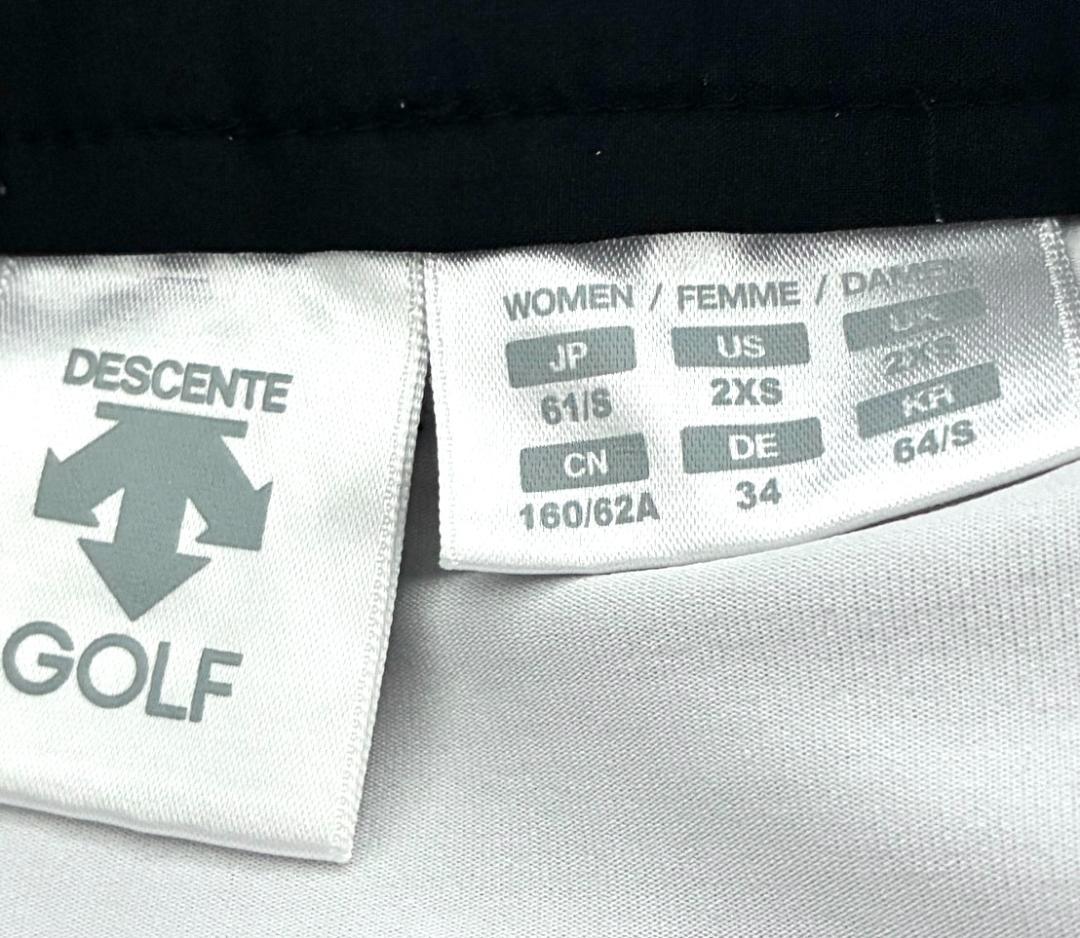 DESCENTE
GOLF
WOMEN / FEMME / DAMEN
JP US UK
61/S 2XS 2XS
CN DE KR
160/62A 34 64/S